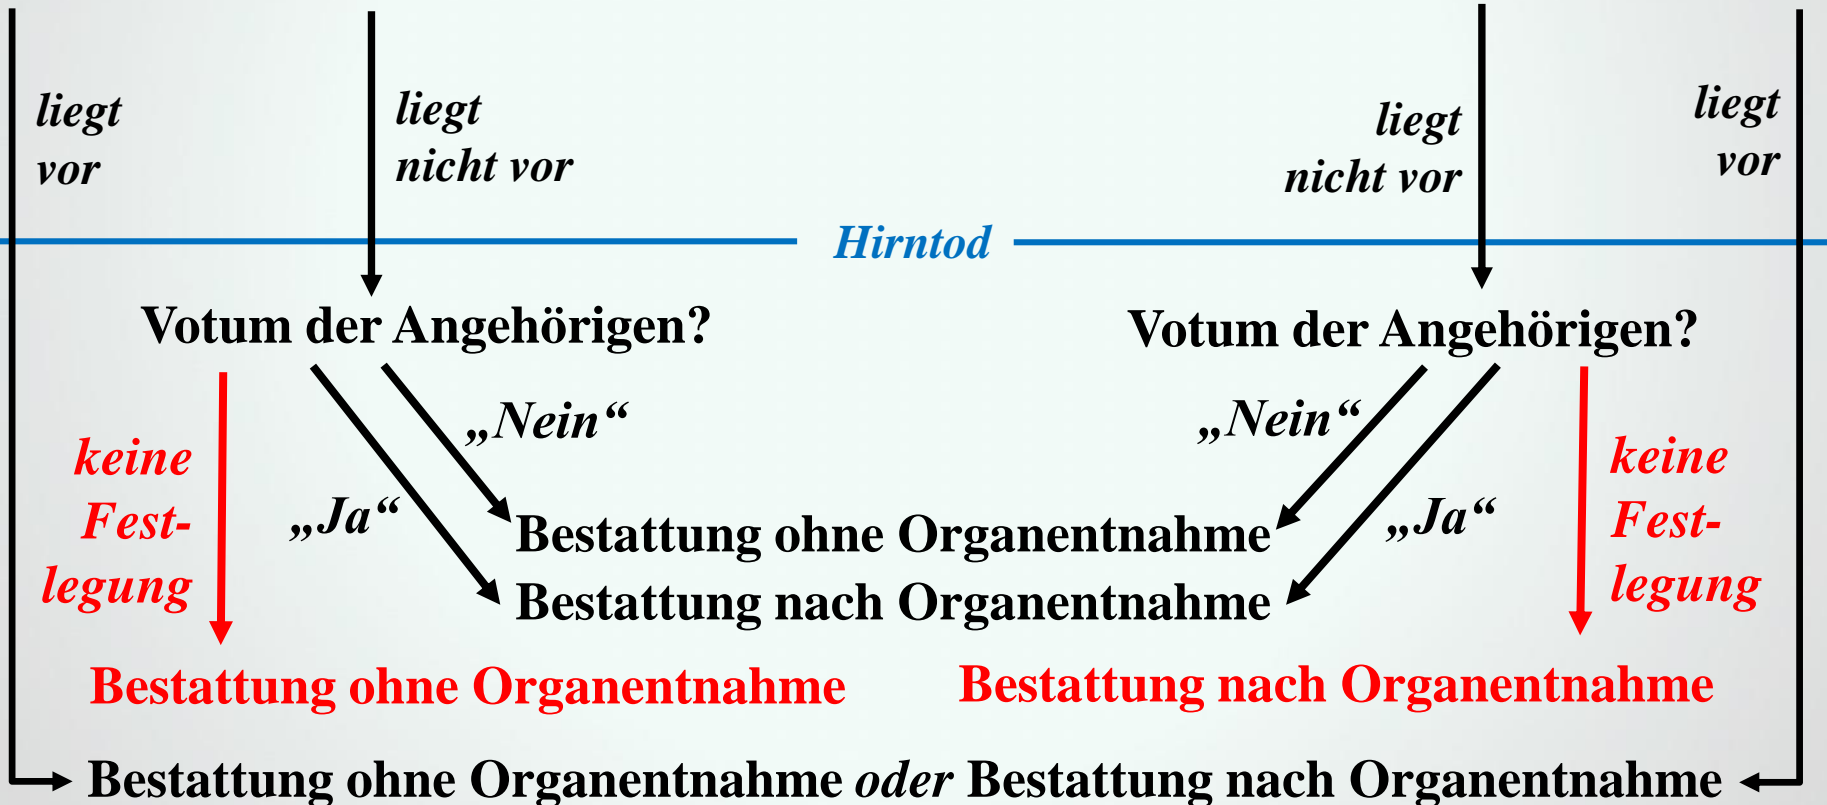 liegt
vor
liegt
nicht vor
liegt
nicht vor
liegt
vor
Hirntod
Votum der Angehörigen?
Votum der Angehörigen?
„Nein“
„Nein“
keine
Fest-
legung
„Ja“
„Ja“
keine
Fest-
legung
Bestattung ohne Organentnahme
Bestattung nach Organentnahme
Bestattung ohne Organentnahme
Bestattung nach Organentnahme
Bestattung ohne Organentnahme oder Bestattung nach Organentnahme